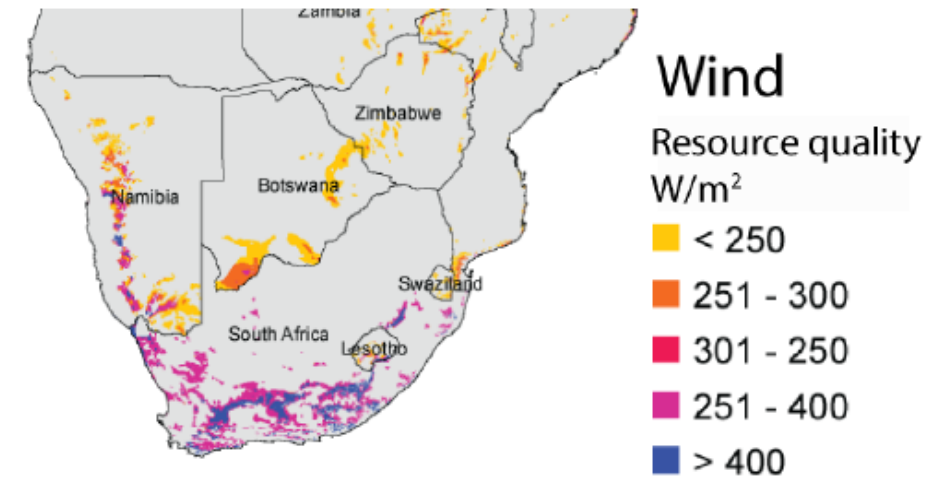 Zambia
Zimbabwe
Botswana
Namibia
Swaziland
South Africa
Lesotho
Wind
Resource quality
W/m²
< 250
251 - 300
301 - 250
251 - 400
> 400